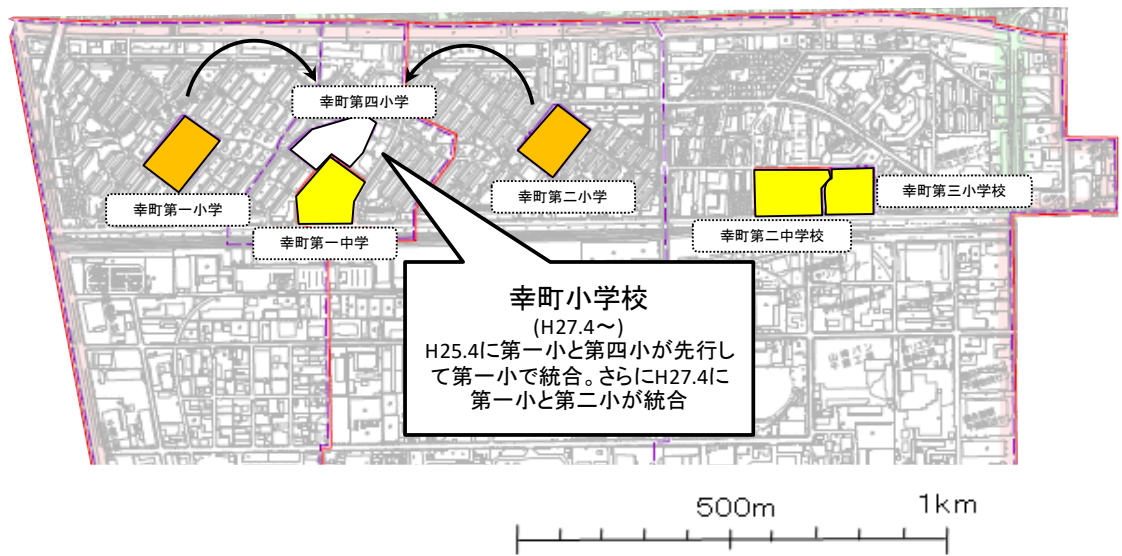 幸町第四小学
幸町第一小学
幸町第二小学
幸町第三小学校
幸町第一中学
幸町第二中学校
幸町小学校
(H27.4～)
H25.4に第一小と第四小が先行し
て第一小で統合。さらにH27.4に
第一小と第二小が統合
500m
1km